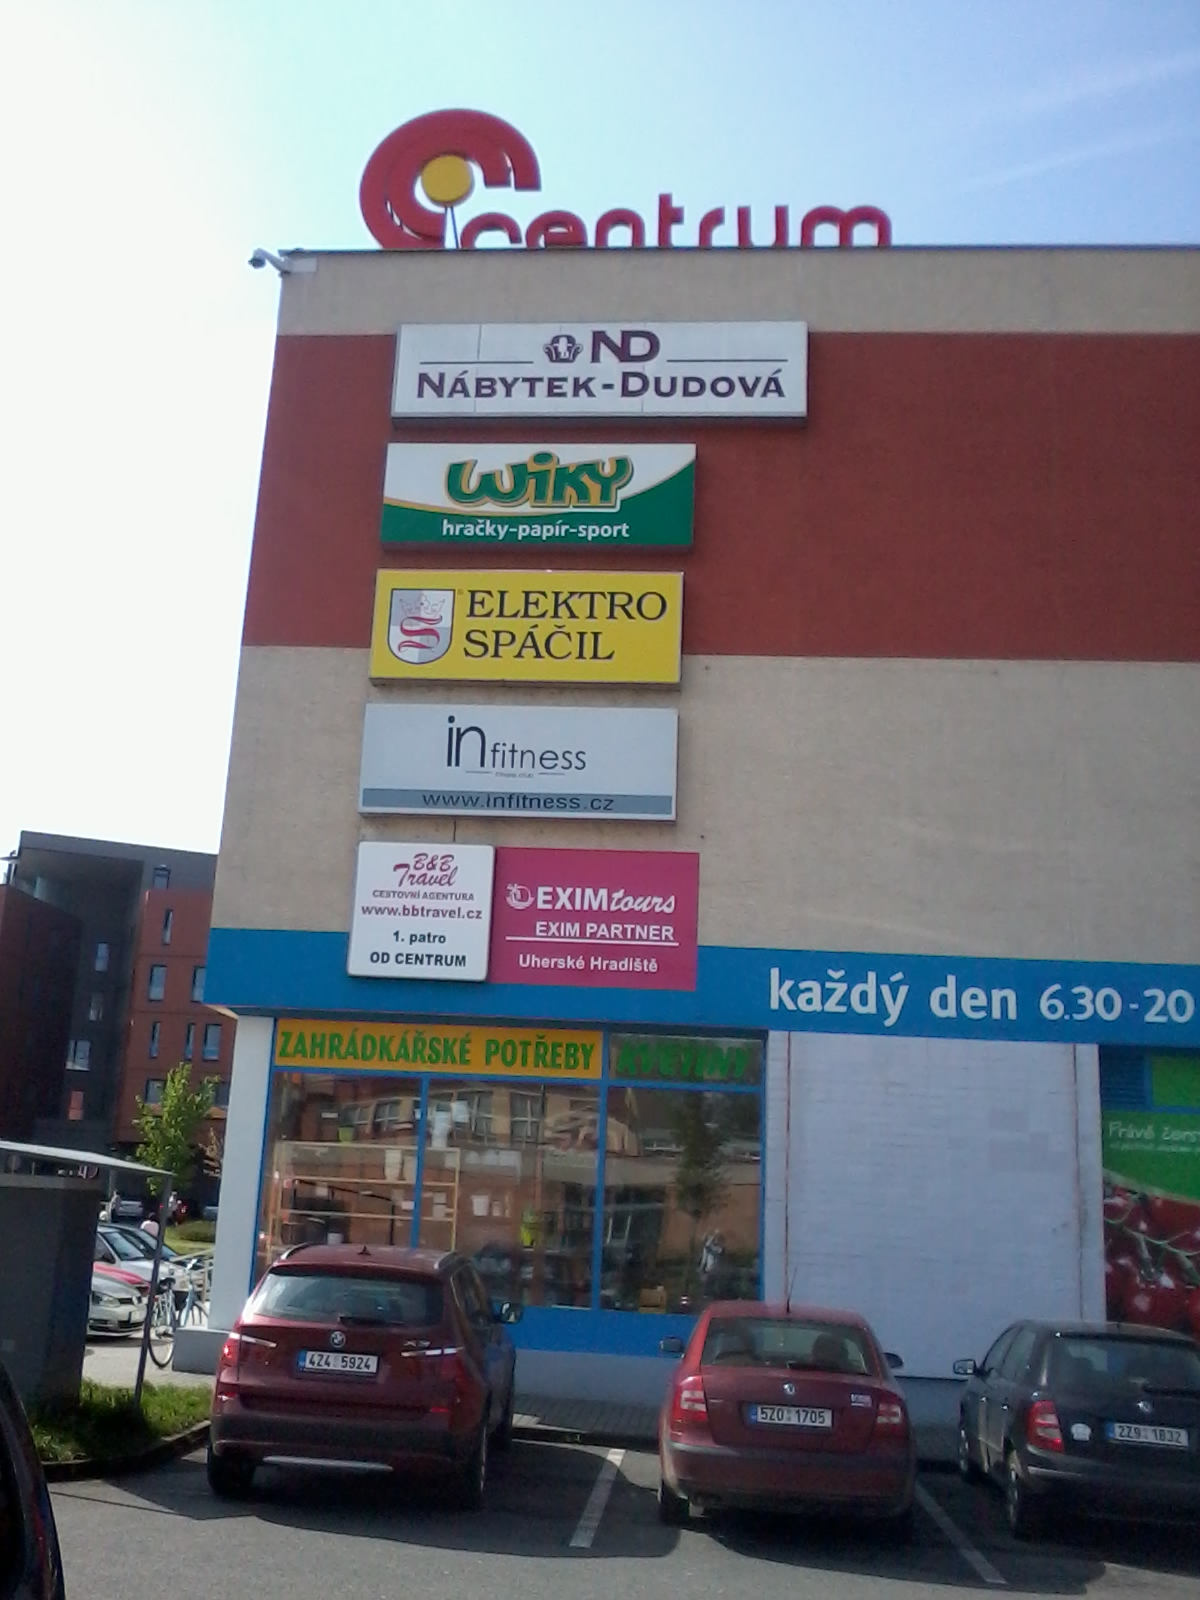 centrum
ND
NÁBYTEK-DUDOVÁ
wiky
hračky-papír-sport
ELEKTRO
SPÁČIL
in fitness
www.infitness.cz
B&B
Travel
CESTOVNÍ AGENTURA
www.bbtravel.cz
1. patro
OD CENTRUM
EXIMtours
EXIM PARTNER
Uherské Hradiště
každý den 6.30-20
ZAHRÁDKÁŘSKÉ POTŘEBY
KVĚTINY
Právě
4Z4 5924
5Z0 1705
2Z9 1832